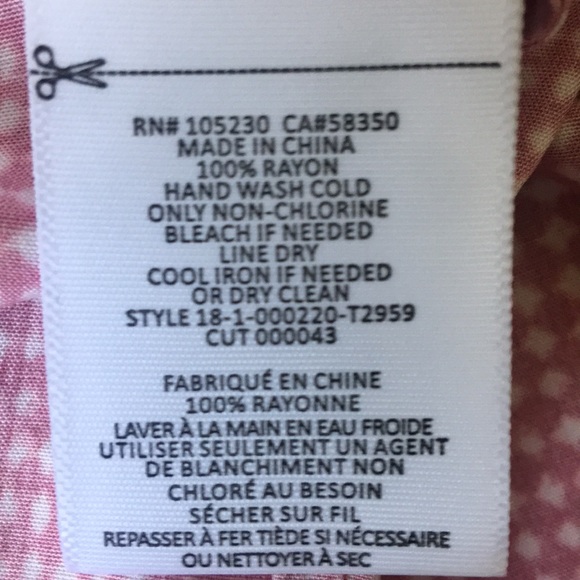 RN# 105230 CA#58350
MADE IN CHINA
100% RAYON
HAND WASH COLD
ONLY NON-CHLORINE
BLEACH IF NEEDED
LINE DRY
COOL IRON IF NEEDED
OR DRY CLEAN
STYLE 18-1-000220-T2959
CUT 000043
FABRIQUÉ EN CHINE
100% RAYONNE
LAVER À LA MAIN EN EAU FROIDE
UTILISER SEULEMENT UN AGENT
DE BLANCHIMENT NON
CHLORÉ AU BESOIN
SÉCHER SUR FIL
REPASSER À FER TIÈDE SI NÉCESSAIRE
OU NETTOYER À SEC